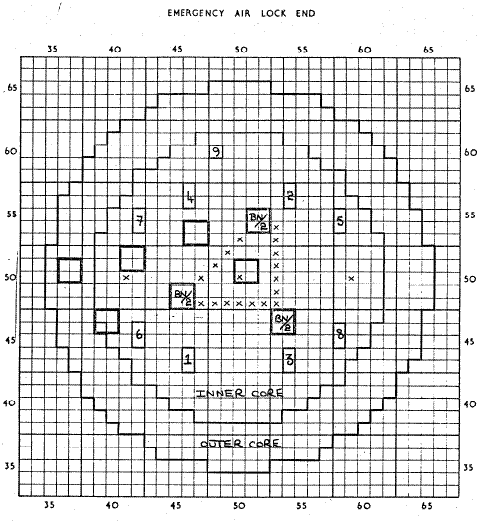 EMERGENCY AIR LOCK END
35 40 45 50 55 60 65
65 65
9
60 60
4 2
7 BN/2 5
55 55
50 50
BN/2
BN/2
6 8
45 45
1 3
INNER CORE
40 40
OUTER CORE
35 35
35 40 45 50 55 60 65